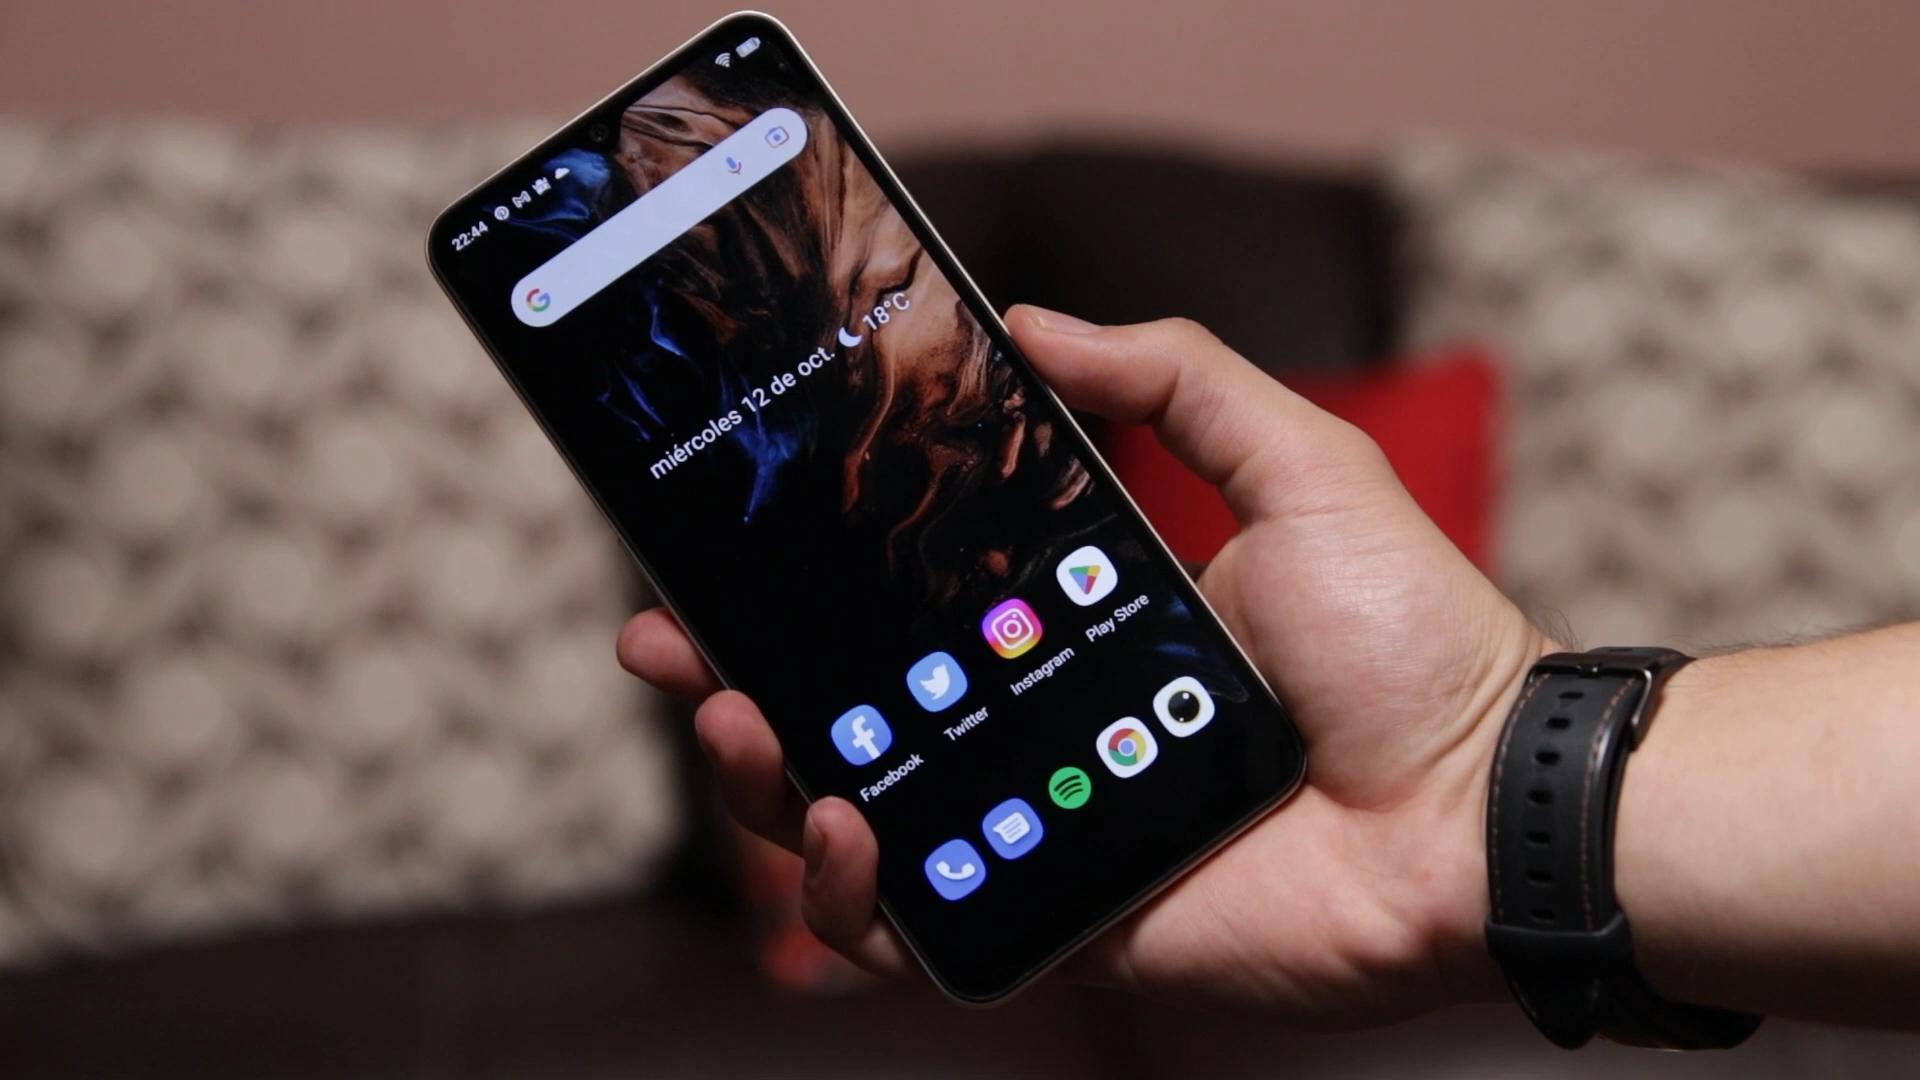 22:44
miércoles 12 de oct. 18°C
Facebook
Twitter
Instagram
Play Store